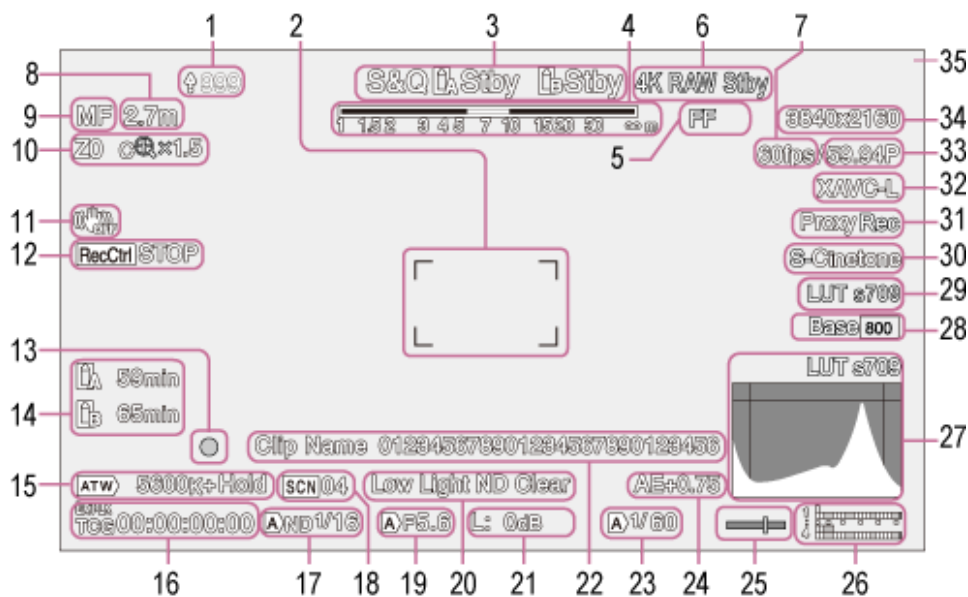 1 2 3 4 6 7
8 999 S&Q A Stby B Stby 4K RAW Stby 35
9 MF 2.7m 1 1.5 2 3 4 5 7 10 15 20 30 ∞ m 5 FF 3840x2160 34
10 Z0 C ×1.5 60fps/59.94P 33
XAVC-L 32
11 OFF Proxy Rec 31
12 RecCtrl STOP S-Cinetone 30
LUT s709 29
Base 800 28
13 LUT s709
14 A 59min
B 65min 27
Clip Name 012345678901234567890123456
15 ATW 5600K+Hold SCN 04 Low Light ND Clear AE+0.75
TCG 00:00:00:00 A ND1/16 A F5.6 L: 0dB A 1/60 1 4
16 17 18 19 20 21 22 23 24 25 26